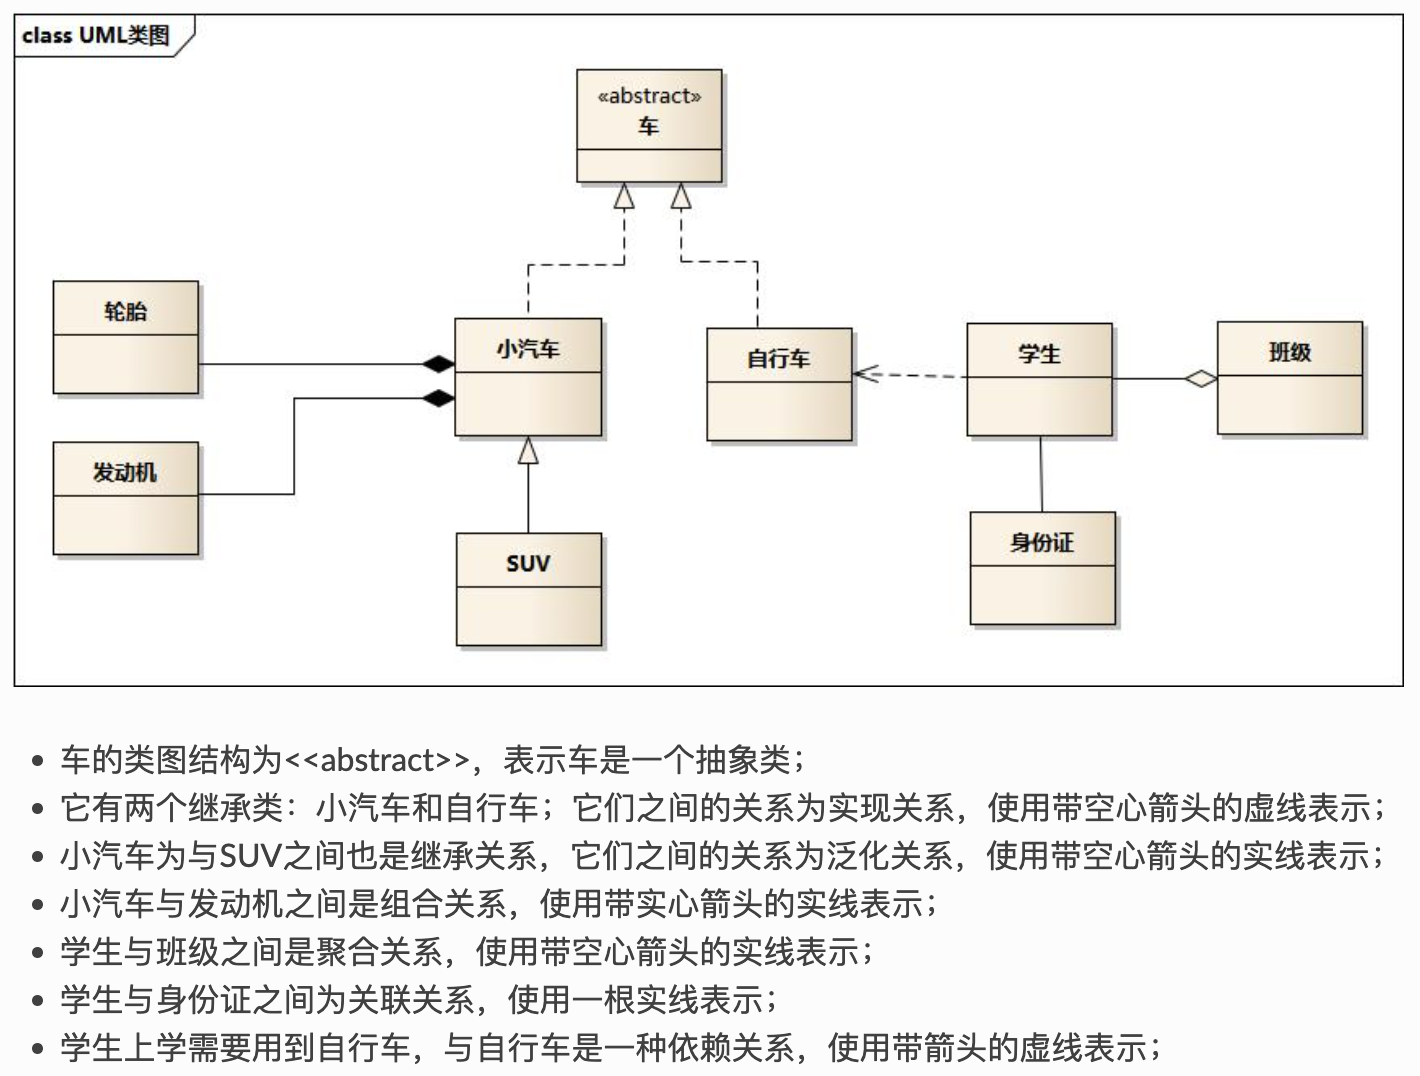 class UML类图
«abstract»
车
轮胎
小汽车
自行车
学生
班级
发动机
SUV
身份证
• 车的类图结构为<<abstract>>，表示车是一个抽象类；
• 它有两个继承类：小汽车和自行车；它们之间的关系为实现关系，使用带空心箭头的虚线表示；
• 小汽车为与SUV之间也是继承关系，它们之间的关系为泛化关系，使用带空心箭头的实线表示；
• 小汽车与发动机之间是组合关系，使用带实心箭头的实线表示；
• 学生与班级之间是聚合关系，使用带空心箭头的实线表示；
• 学生与身份证之间为关联关系，使用一根实线表示；
• 学生上学需要用到自行车，与自行车是一种依赖关系，使用带箭头的虚线表示；